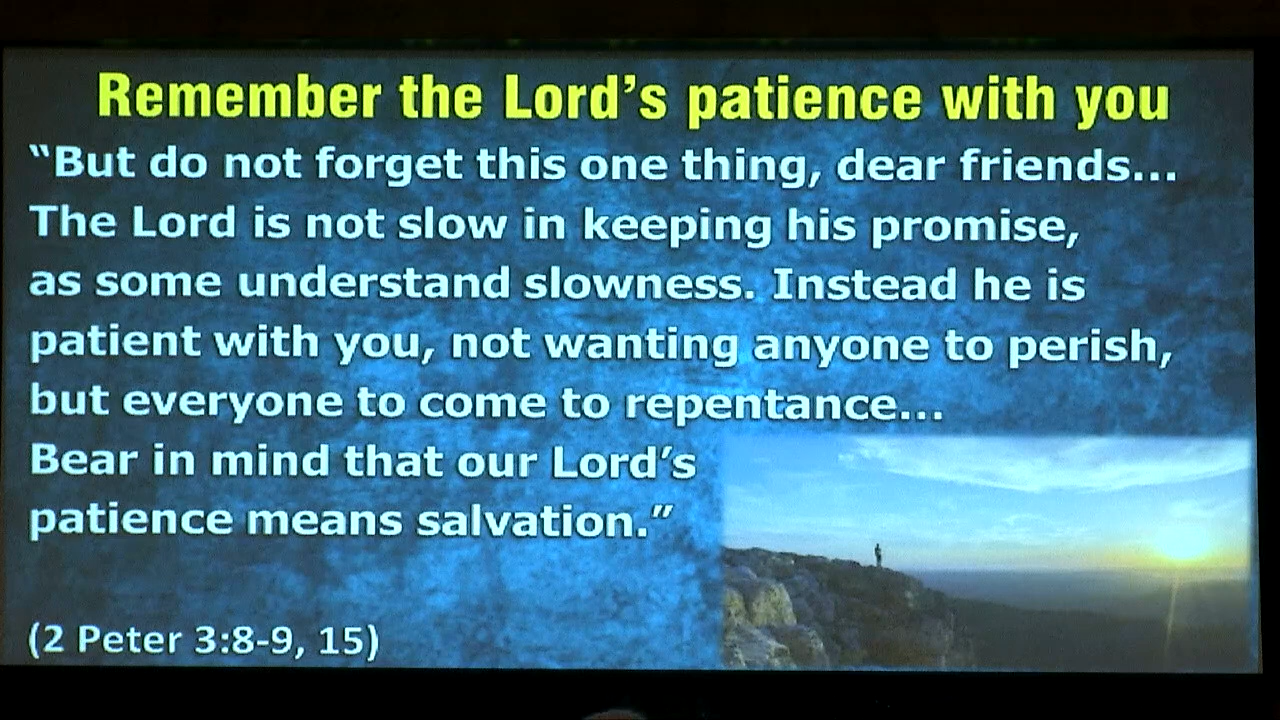 Remember the Lord’s patience with you
“But do not forget this one thing, dear friends...
The Lord is not slow in keeping his promise,
as some understand slowness. Instead he is
patient with you, not wanting anyone to perish,
but everyone to come to repentance...
Bear in mind that our Lord’s
patience means salvation.”
(2 Peter 3:8-9, 15)